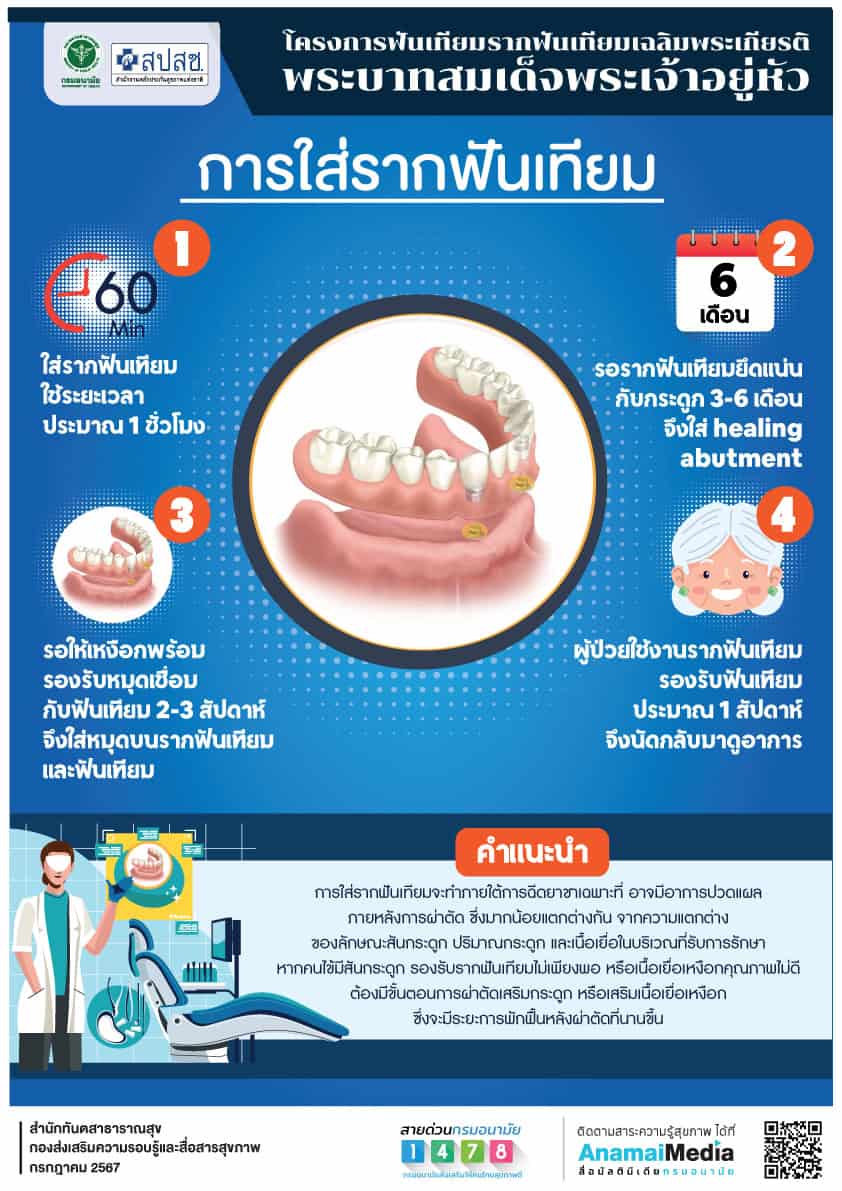 กรมอนามัย
สปสช.
สำนักงานหลักประกันสุขภาพแห่งชาติ
โครงการฟันเทียมรากฟันเทียมเฉลิมพระเกียรติ
พระบาทสมเด็จพระเจ้าอยู่หัว
การใส่รากฟันเทียม
1
60
Min
ใส่รากฟันเทียม
ใช้ระยะเวลา
ประมาณ 1 ชั่วโมง
2
6
เดือน
รอรากฟันเทียมยึดแน่น
กับกระดูก 3-6 เดือน
จึงใส่ healing
abutment
3
รอให้เหงือกพร้อม
รองรับหมุดเชื่อม
กับฟันเทียม 2-3 สัปดาห์
จึงใส่หมุดบนรากฟันเทียม
และฟันเทียม
4
ผู้ป่วยใช้งานรากฟันเทียม
รองรับฟันเทียม
ประมาณ 1 สัปดาห์
จึงนัดกลับมาดูอาการ
คำแนะนำ
การใส่รากฟันเทียมจะทำภายใต้การฉีดยาชาเฉพาะที่ อาจมีอาการปวดแผล
ภายหลังการผ่าตัด ซึ่งมากน้อยแตกต่างกัน จากความแตกต่าง
ของลักษณะสันกระดูก ปริมาณกระดูก และเนื้อเยื่อในบริเวณที่รับการรักษา
หากคนไข้มีสันกระดูก รองรับรากฟันเทียมไม่เพียงพอ หรือเนื้อเยื่อเหงือกคุณภาพไม่ดี
ต้องมีขั้นตอนการผ่าตัดเสริมกระดูก หรือเสริมเนื้อเยื่อเหงือก
ซึ่งจะมีระยะการพักฟื้นหลังผ่าตัดที่นานขึ้น
สำนักทันตสาธารณสุข
กองส่งเสริมความรอบรู้และสื่อสารสุขภาพ
กรกฎาคม 2567
สายด่วนกรมอนามัย
1 4 7 8
กรมอนามัยส่งเสริมให้คนไทยสุขภาพดี
ติดตามสาระความรู้สุขภาพ ได้ที่
AnamaiMedia
สื่อมัลติมีเดียกรมอนามัย